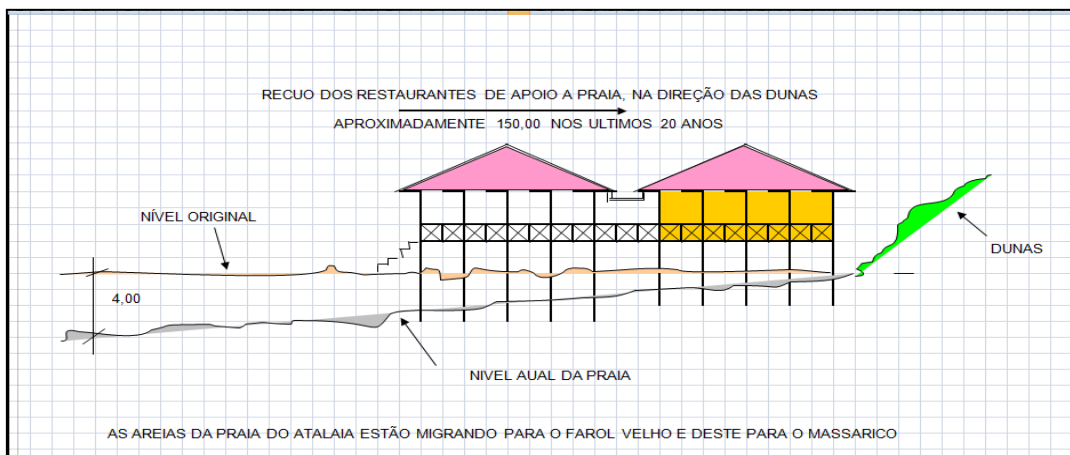 RECUO DOS RESTAURANTES DE APOIO A PRAIA, NA DIREÇÃO DAS DUNAS
APROXIMADAMENTE 150,00 NOS ULTIMOS 20 ANOS
NÍVEL ORIGINAL
DUNAS
4,00
NIVEL AUAL DA PRAIA
AS AREIAS DA PRAIA DO ATALAIA ESTÃO MIGRANDO PARA O FAROL VELHO E DESTE PARA O MASSARICO